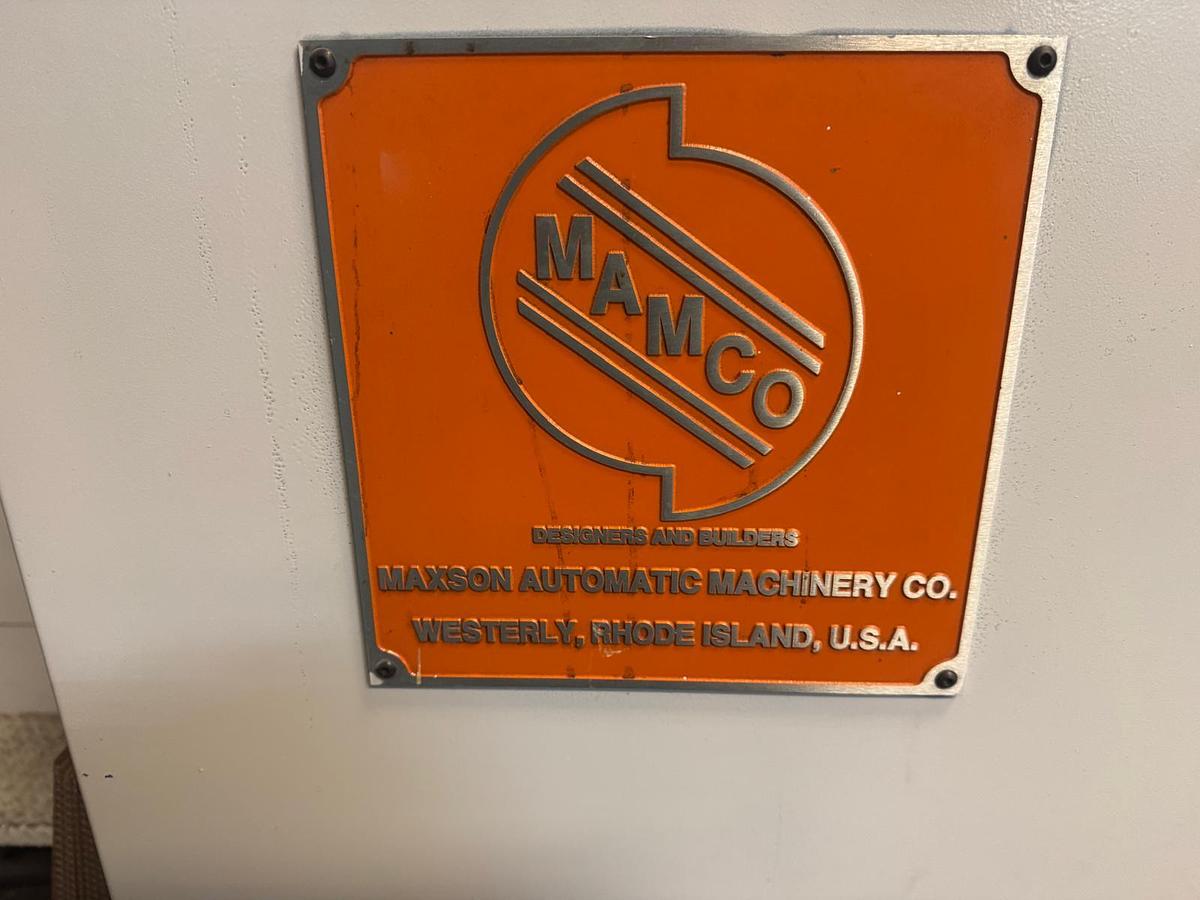 MAMCO
DESIGNERS AND BUILDERS
MAXSON AUTOMATIC MACHINERY CO.
WESTERLY, RHODE ISLAND, U.S.A.